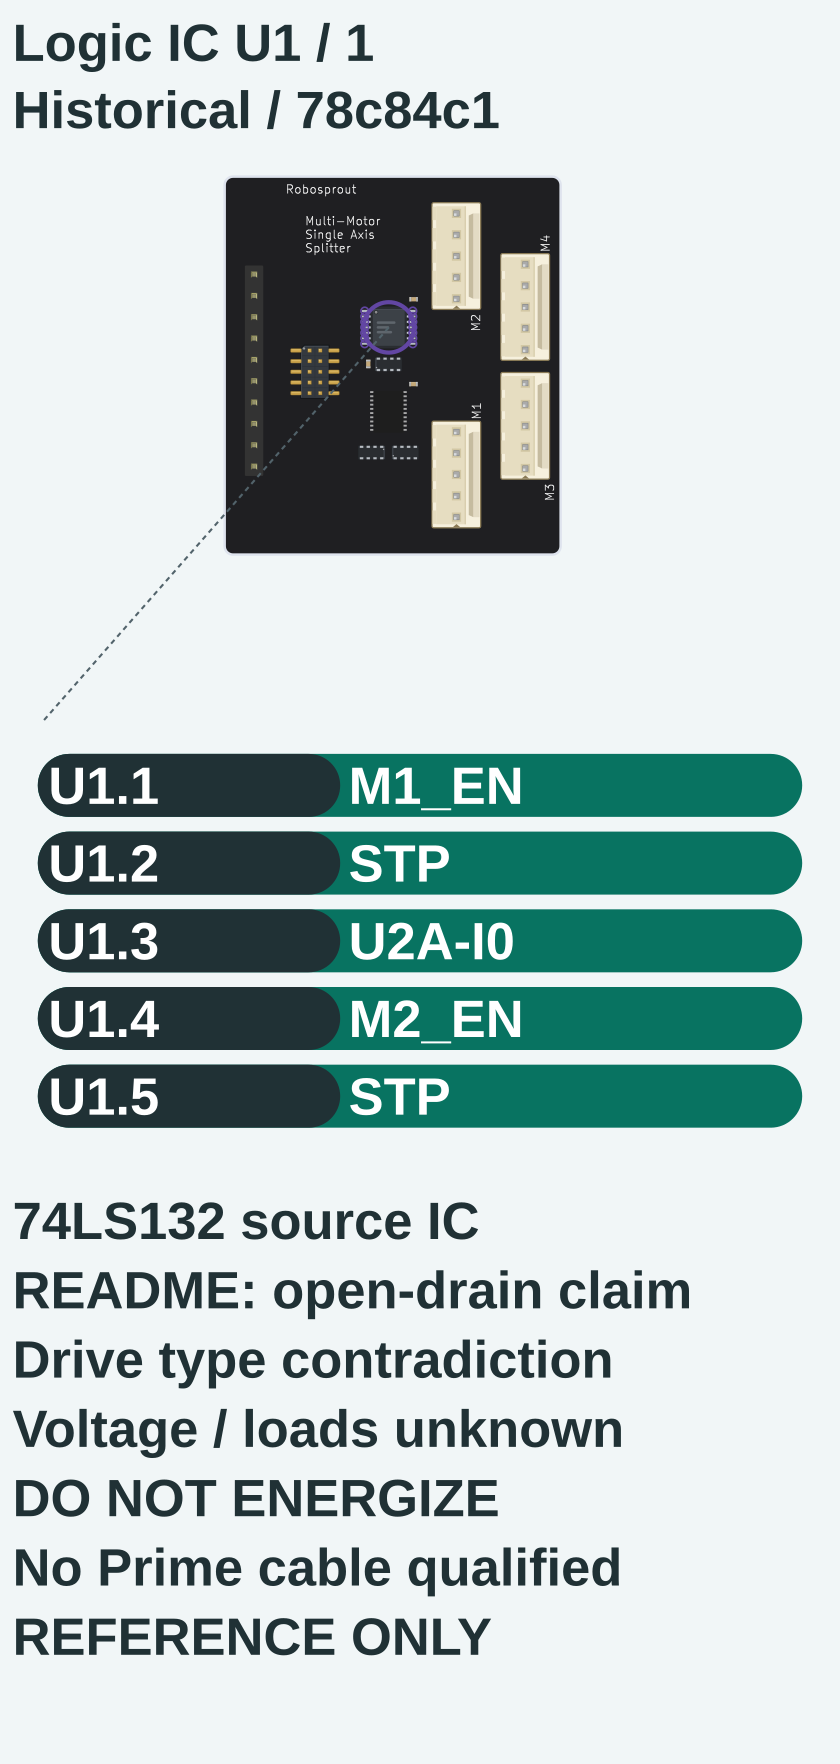 Logic IC U1 / 1
Historical / 78c84c1
Robosprout
Multi-Motor
Single Axis
Splitter
M4
M2
M1
M3
U1.1 M1_EN
U1.2 STP
U1.3 U2A-I0
U1.4 M2_EN
U1.5 STP
74LS132 source IC
README: open-drain claim
Drive type contradiction
Voltage / loads unknown
DO NOT ENERGIZE
No Prime cable qualified
REFERENCE ONLY